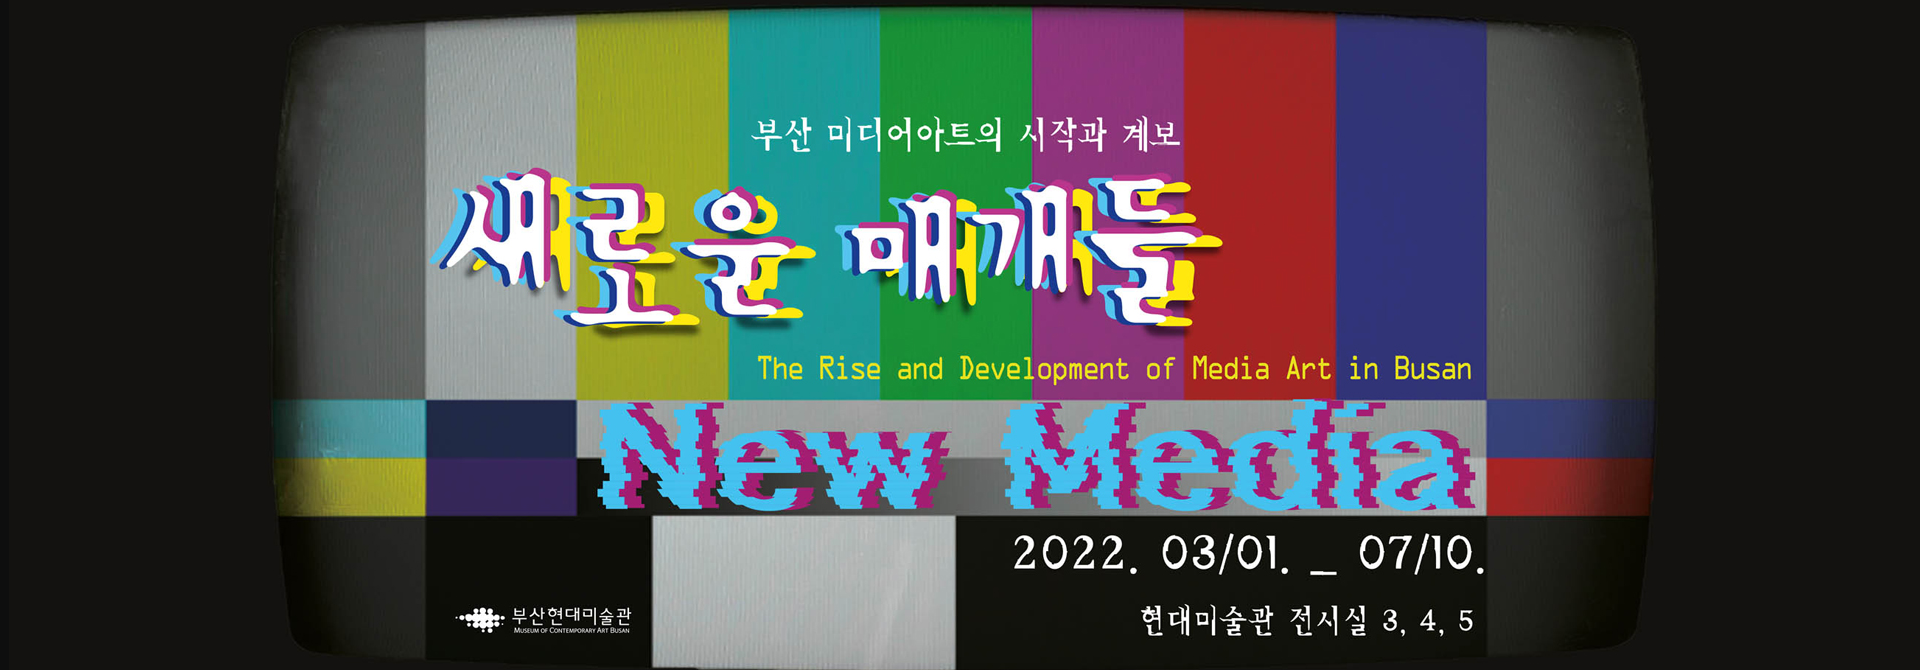 부산 미디어아트의 시작과 계보
새로운 매개들
The Rise and Development of Media Art in Busan
New Media
2022. 03/01. _ 07/10.
현대미술관 전시실 3, 4, 5
부산현대미술관
MUSEUM OF CONTEMPORARY ART BUSAN